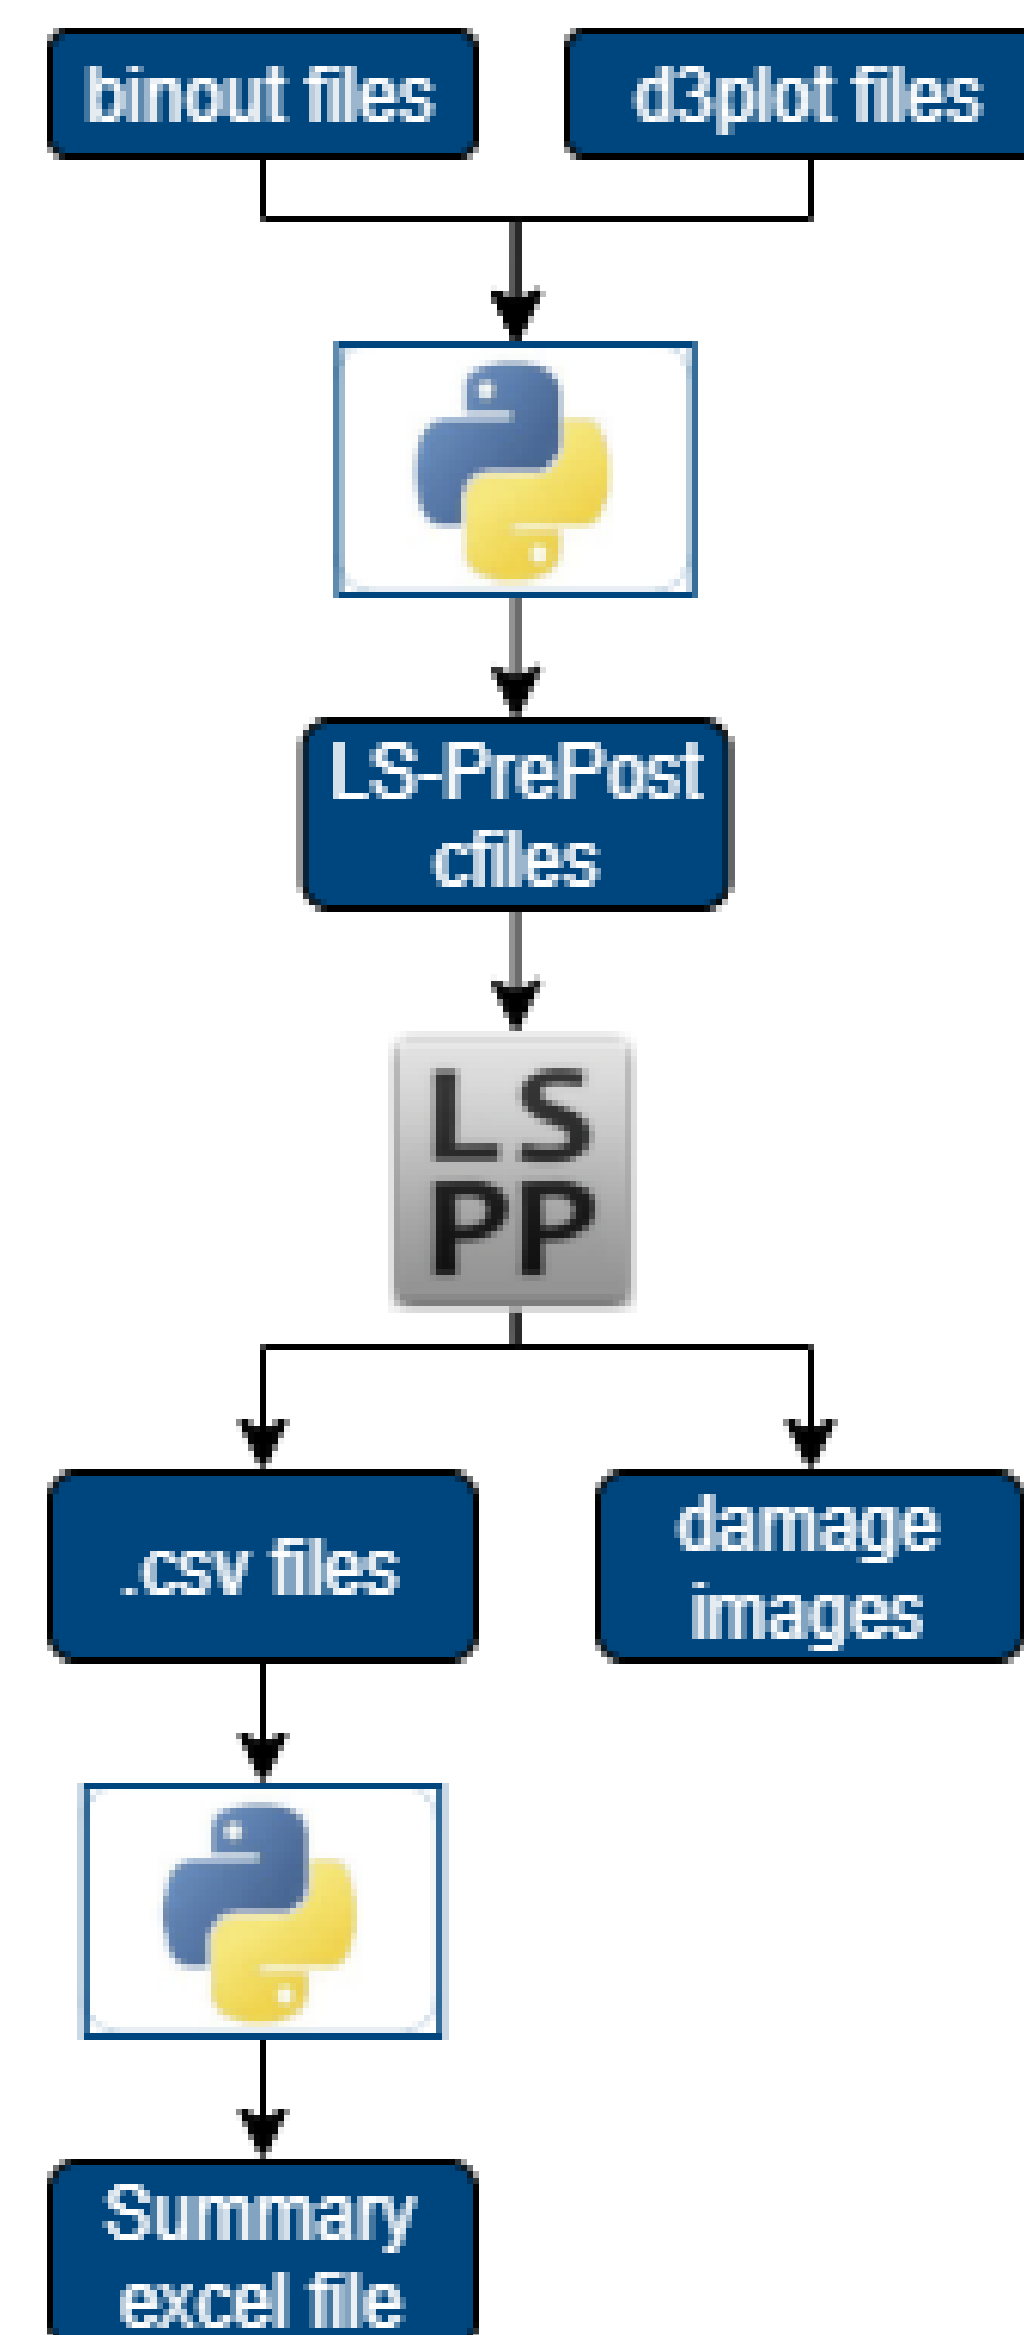 binout files
d3plot files
LS-PrePost
cfiles
LS
PP
.csv files
damage
images
Summary
excel file